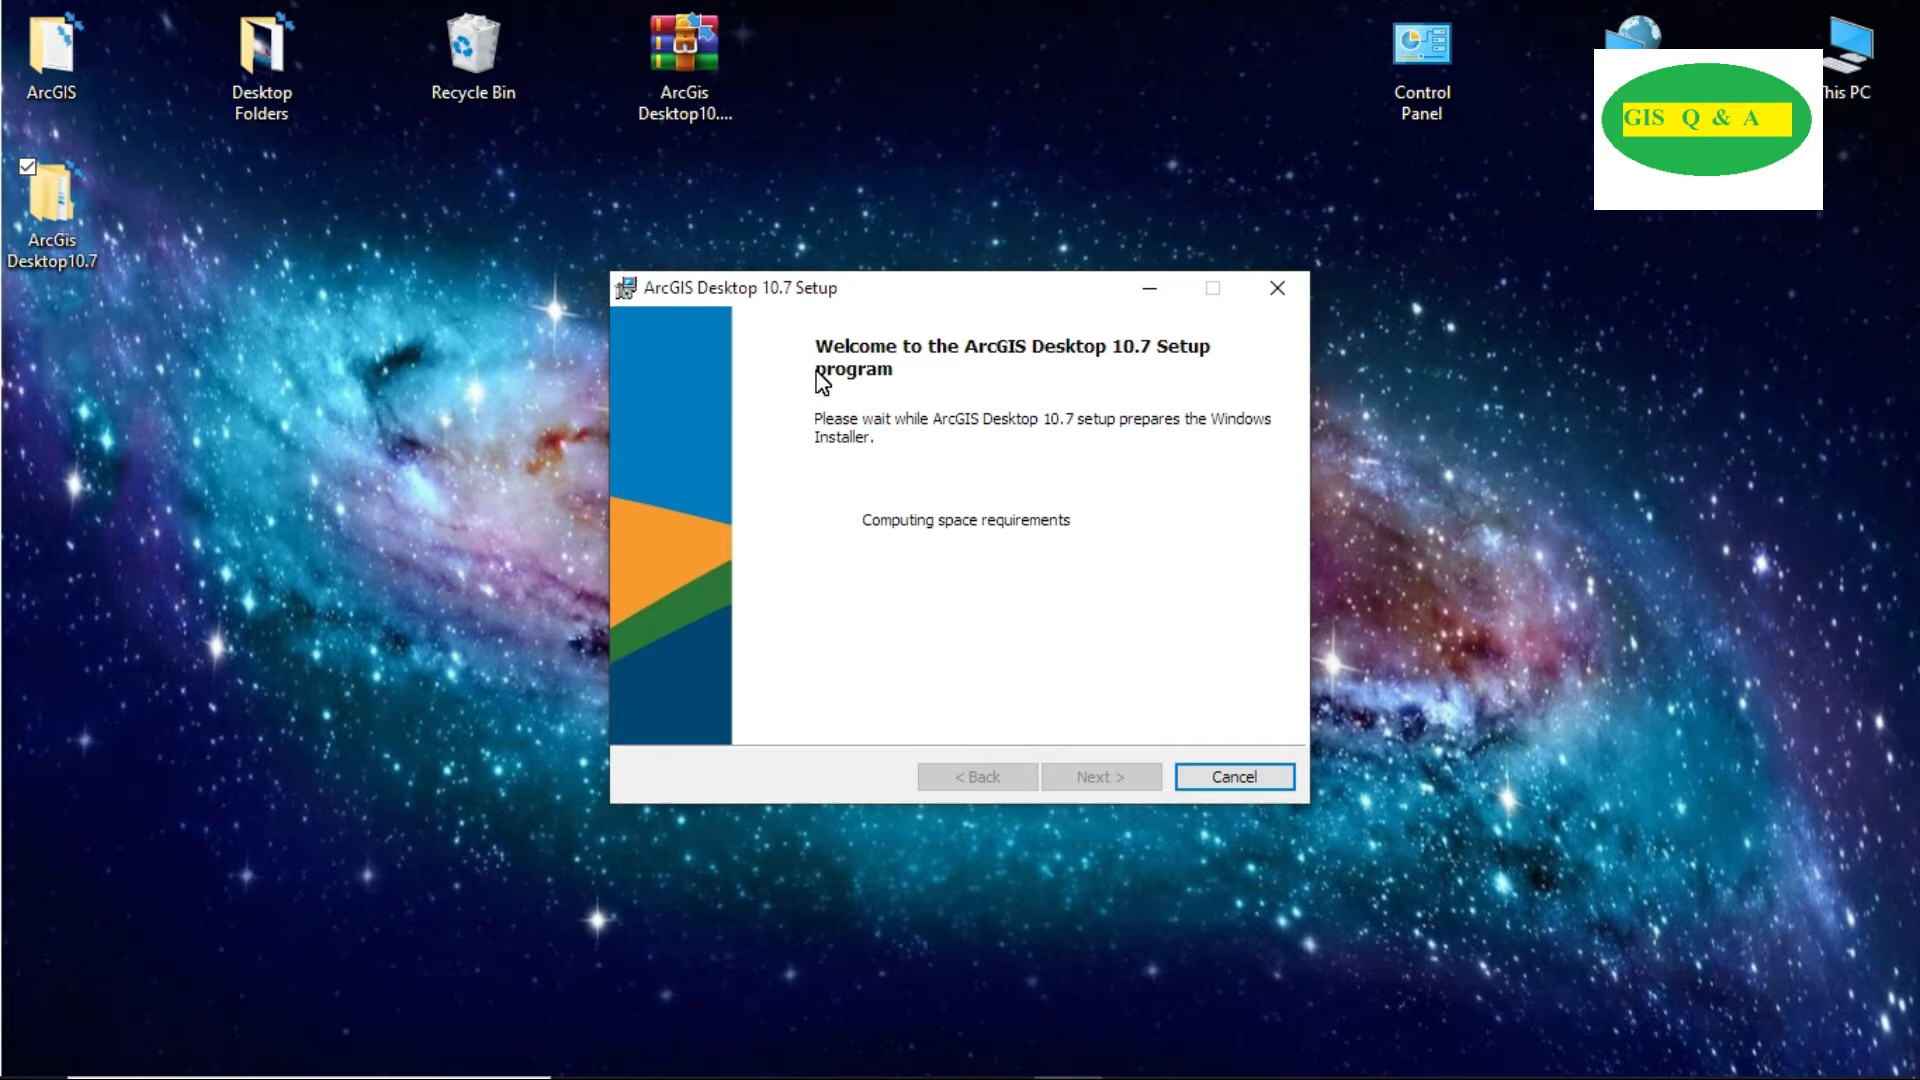 ArcGIS
Desktop
Folders
Recycle Bin
ArcGis
Desktop10....
Control
Panel
This PC
GIS Q & A
ArcGis
Desktop10.7
ArcGIS Desktop 10.7 Setup
Welcome to the ArcGIS Desktop 10.7 Setup
program
Please wait while ArcGIS Desktop 10.7 setup prepares the Windows
Installer.
Computing space requirements
< Back
Next >
Cancel